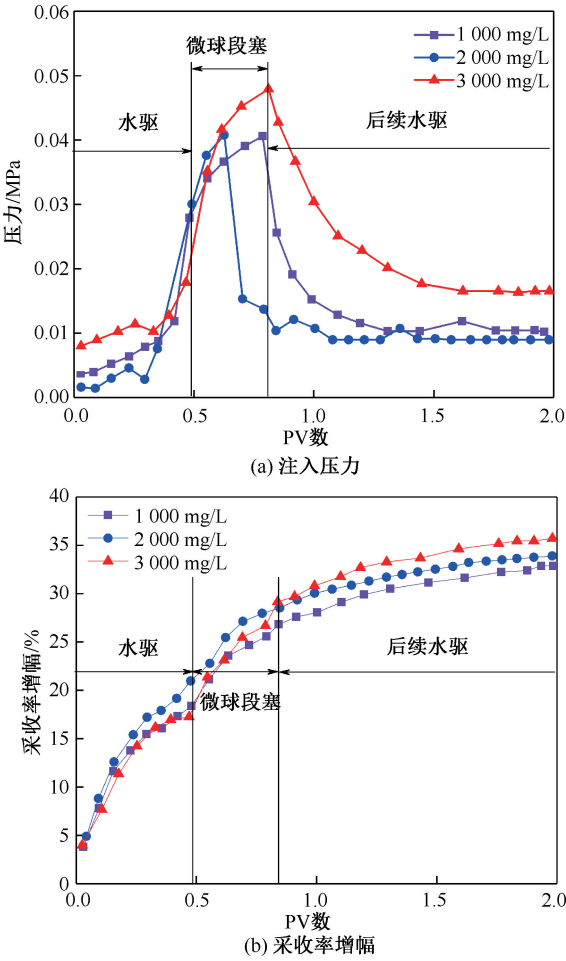 0.06
0.05
0.04
0.03
0.02
0.01
0.00
压力/MPa
微球段塞
水驱
后续水驱
1 000 mg/L
2 000 mg/L
3 000 mg/L
0.0 0.5 1.0 1.5 2.0
PV数
(a) 注入压力
40
35
30
25
20
15
10
5
0
采收率增幅/%
1 000 mg/L
2 000 mg/L
3 000 mg/L
水驱
微球段塞
后续水驱
0.0 0.5 1.0 1.5 2.0
PV数
(b) 采收率增幅